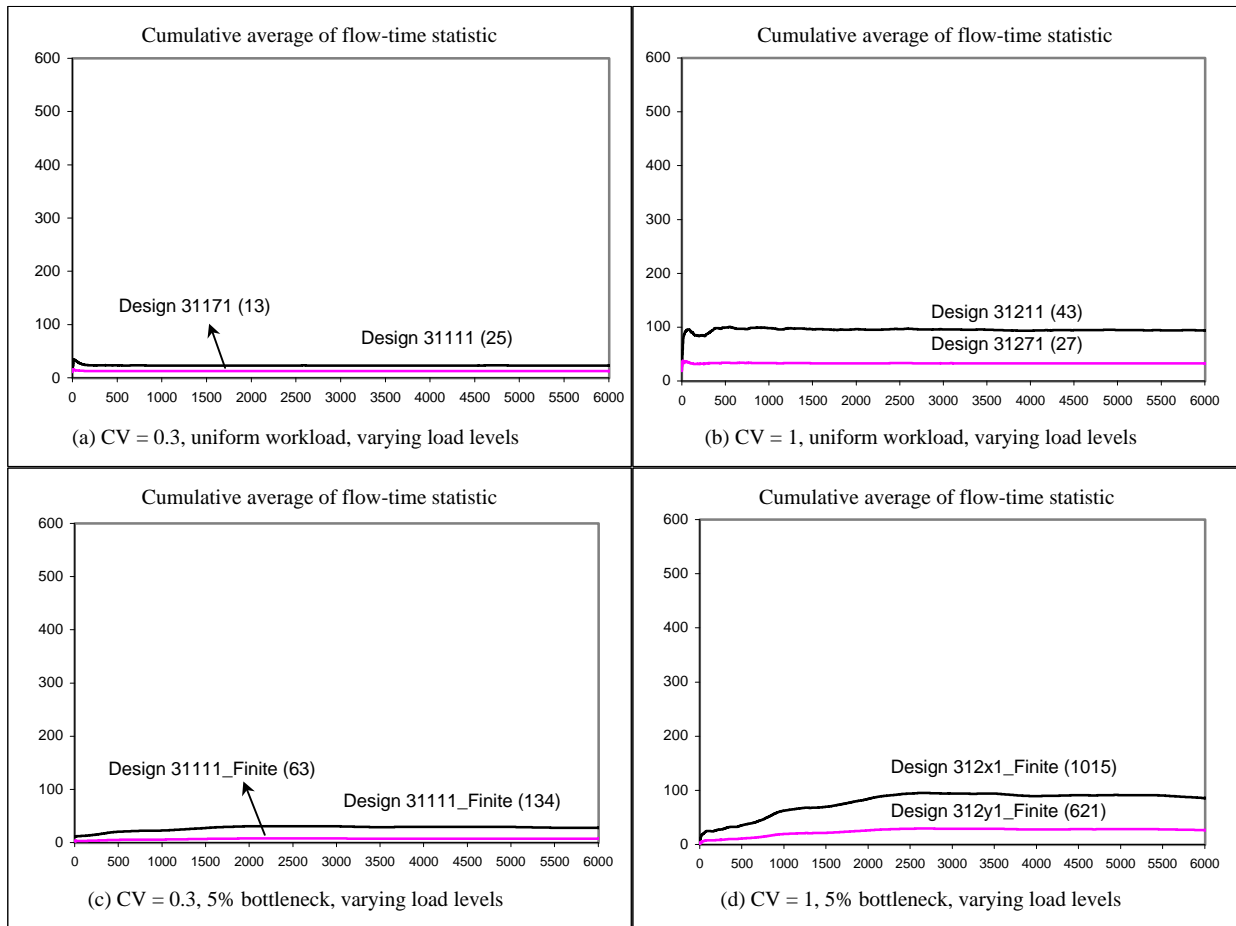 Cumulative average of flow-time statistic
600
500
400
300
200
100
0
Design 31171 (13)
Design 31111 (25)
0 500 1000 1500 2000 2500 3000 3500 4000 4500 5000 5500 6000
(a) CV = 0.3, uniform workload, varying load levels
Cumulative average of flow-time statistic
600
500
400
300
200
100
0
Design 31211 (43)
Design 31271 (27)
0 500 1000 1500 2000 2500 3000 3500 4000 4500 5000 5500 6000
(b) CV = 1, uniform workload, varying load levels
Cumulative average of flow-time statistic
600
500
400
300
200
100
0
Design 31111_Finite (63)
Design 31111_Finite (134)
0 500 1000 1500 2000 2500 3000 3500 4000 4500 5000 5500 6000
(c) CV = 0.3, 5% bottleneck, varying load levels
Cumulative average of flow-time statistic
600
500
400
300
200
100
0
Design 312x1_Finite (1015)
Design 312y1_Finite (621)
0 500 1000 1500 2000 2500 3000 3500 4000 4500 5000 5500 6000
(d) CV = 1, 5% bottleneck, varying load levels